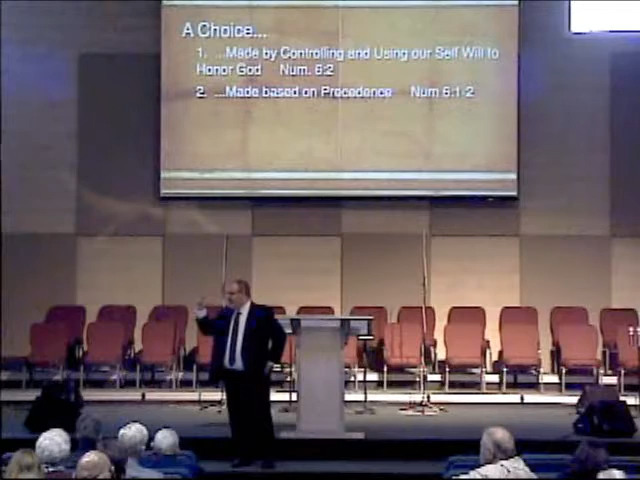 A Choice...
1. ...Made by Controlling and Using our Self Will to
Honor God Num. 6:2
2. ...Made based on Precedence Num 6:1-2